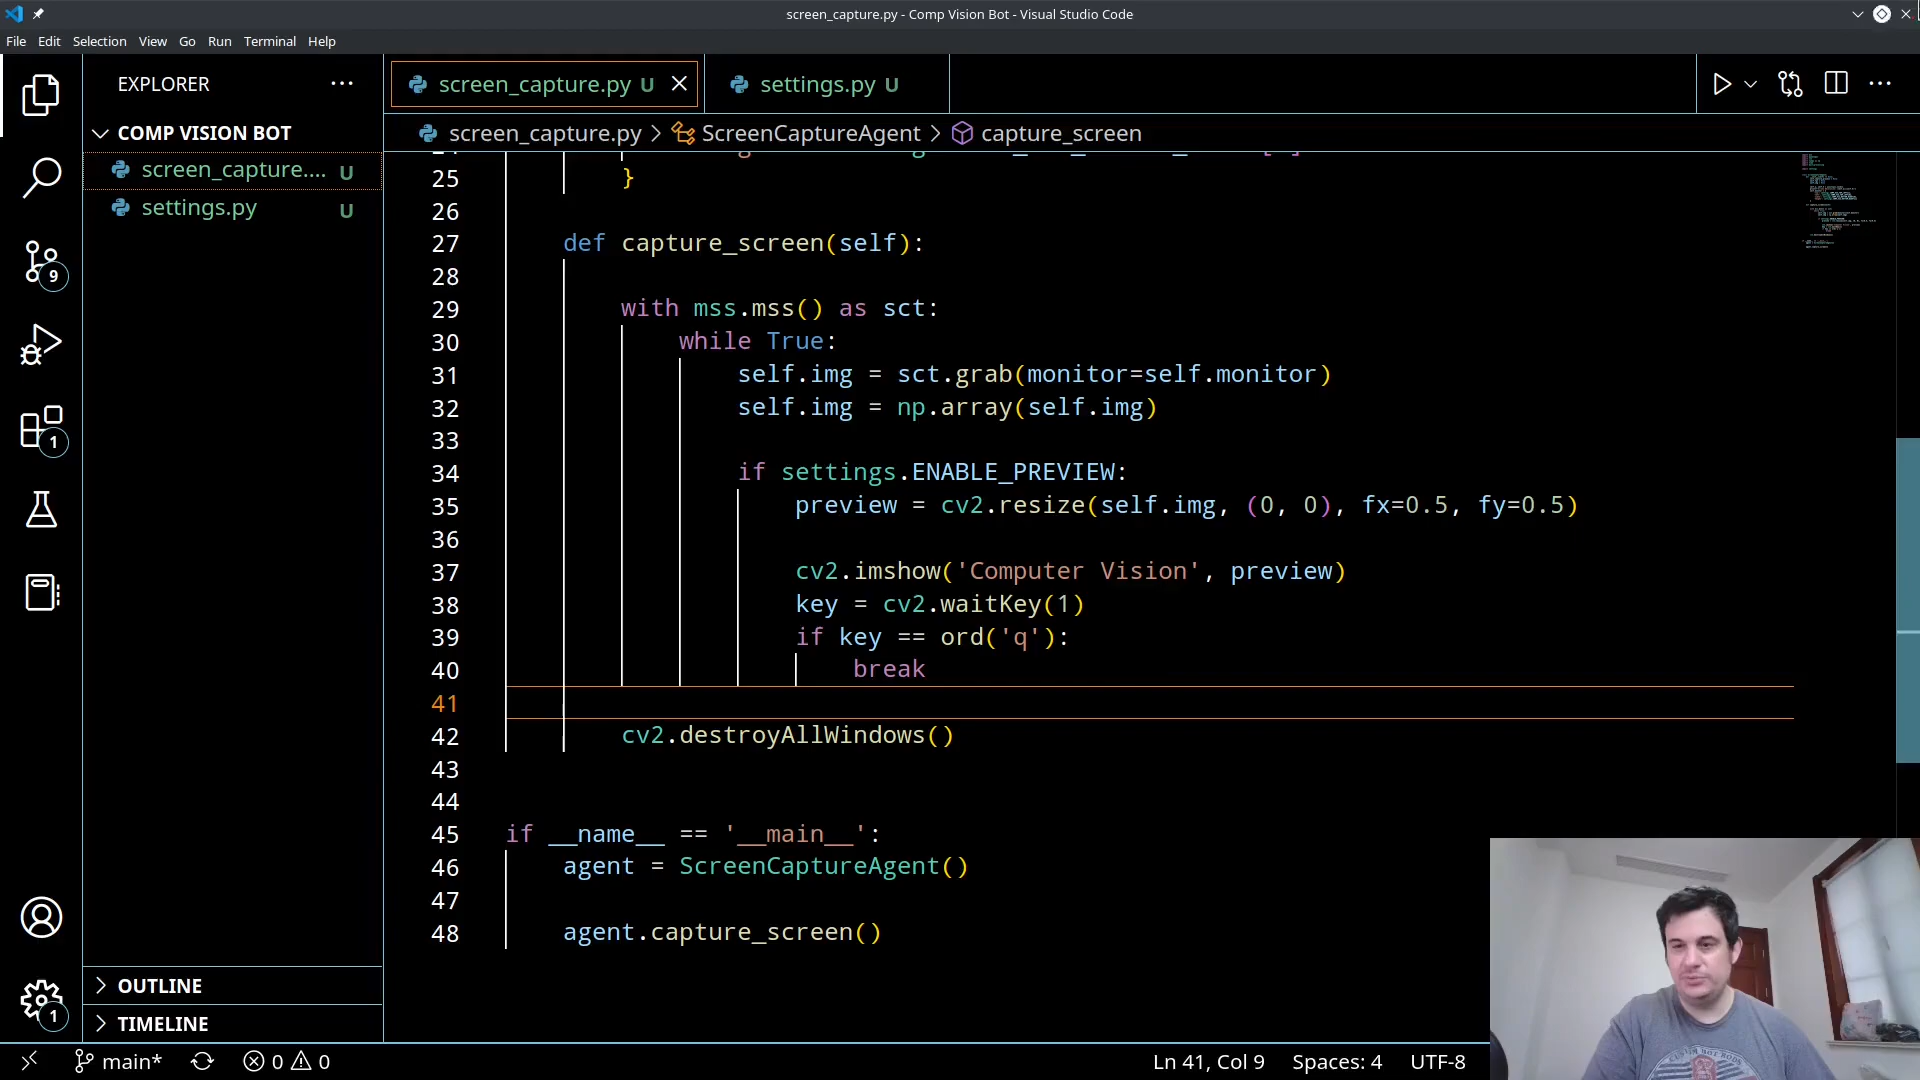 screen_capture.py - Comp Vision Bot - Visual Studio Code
File Edit Selection View Go Run Terminal Help
EXPLORER
screen_capture.py U
settings.py U
COMP VISION BOT
screen_capture.py > ScreenCaptureAgent > capture_screen
screen_capture.... U
settings.py U
9
1
1
25 }
26
27 def capture_screen(self):
28
29 with mss.mss() as sct:
30 while True:
31 self.img = sct.grab(monitor=self.monitor)
32 self.img = np.array(self.img)
33
34 if settings.ENABLE_PREVIEW:
35 preview = cv2.resize(self.img, (0, 0), fx=0.5, fy=0.5)
36
37 cv2.imshow('Computer Vision', preview)
38 key = cv2.waitKey(1)
39 if key == ord('q'):
40 break
41
42 cv2.destroyAllWindows()
43
44
45 if __name__ == '__main__':
46 agent = ScreenCaptureAgent()
47
48 agent.capture_screen()
OUTLINE
TIMELINE
main* 0 0 Ln 41, Col 9 Spaces: 4 UTF-8